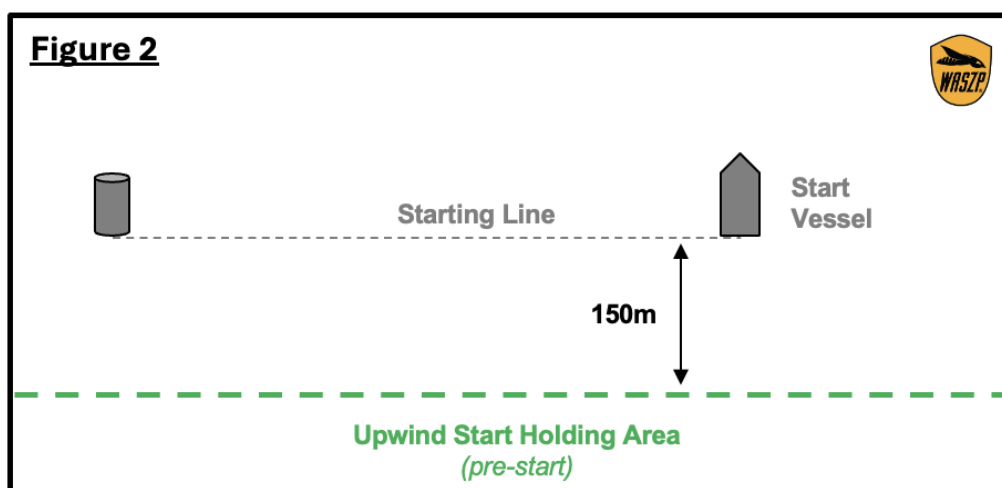 Figure 2
WASZP.
Starting Line
Start
Vessel
150m
Upwind Start Holding Area
(pre-start)